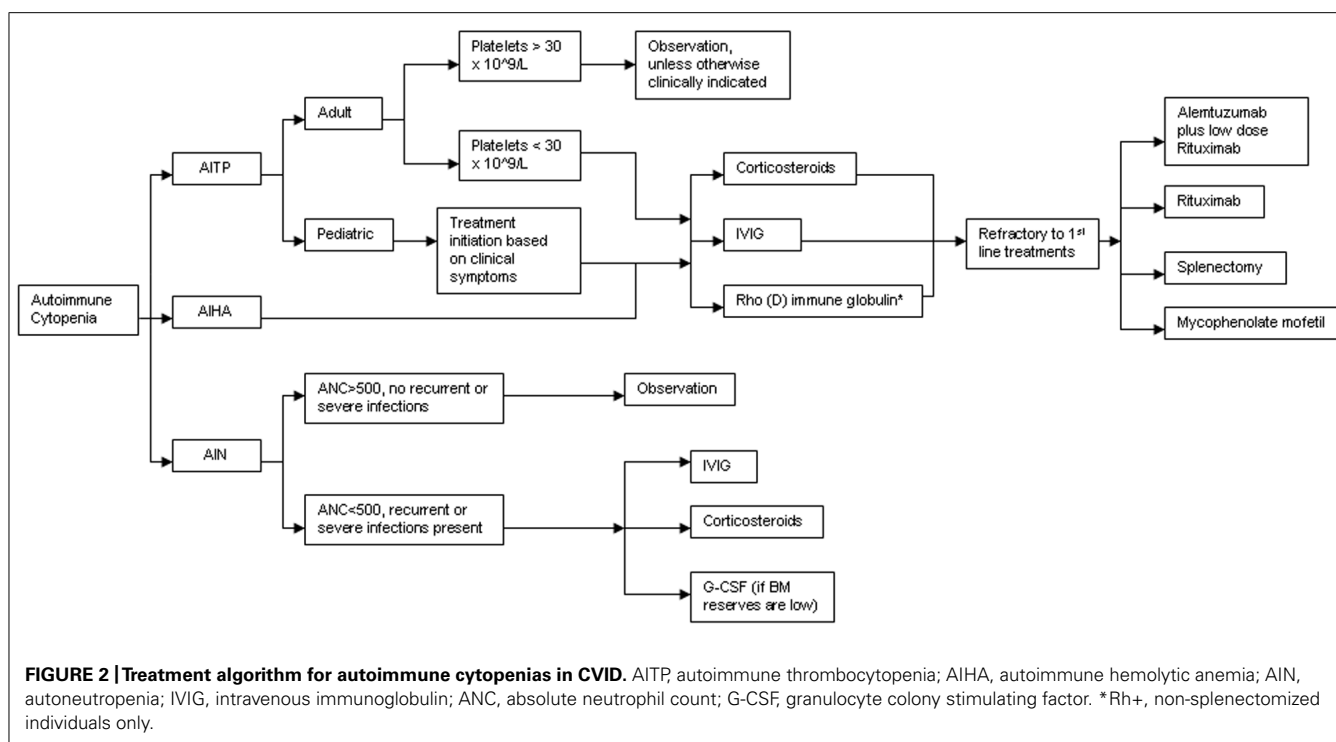 Platelets > 30
x 10^9/L
Observation,
unless otherwise
clinically indicated
Adult
Platelets < 30
x 10^9/L
AITP
Pediatric
Treatment
initiation based
on clinical
symptoms
Corticosteroids
IVIG
Rho (D) immune globulin*
Refractory to 1st
line treatments
Alemtuzumab
plus low dose
Rituximab
Rituximab
Splenectomy
Mycophenolate mofetil
Autoimmune
Cytopenia
AIHA
ANC>500, no recurrent or
severe infections
Observation
AIN
ANC<500, recurrent or
severe infections present
IVIG
Corticosteroids
G-CSF (if BM
reserves are low)
FIGURE 2 | Treatment algorithm for autoimmune cytopenias in CVID. AITP, autoimmune thrombocytopenia; AIHA, autoimmune hemolytic anemia; AIN,
autoneutropenia; IVIG, intravenous immunoglobulin; ANC, absolute neutrophil count; G-CSF, granulocyte colony stimulating factor. *Rh+, non-splenectomized
individuals only.